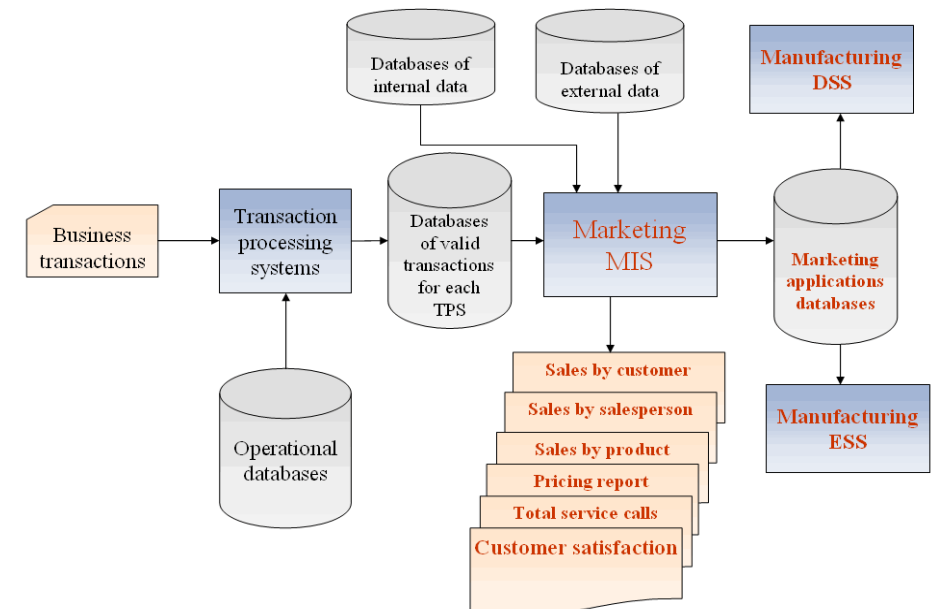 Databases of
internal data
Databases of
external data
Manufacturing
DSS
Business
transactions
Transaction
processing
systems
Databases
of valid
transactions
for each
TPS
Marketing
MIS
Marketing
applications
databases
Operational
databases
Sales by customer
Sales by salesperson
Sales by product
Pricing report
Total service calls
Customer satisfaction
Manufacturing
ESS